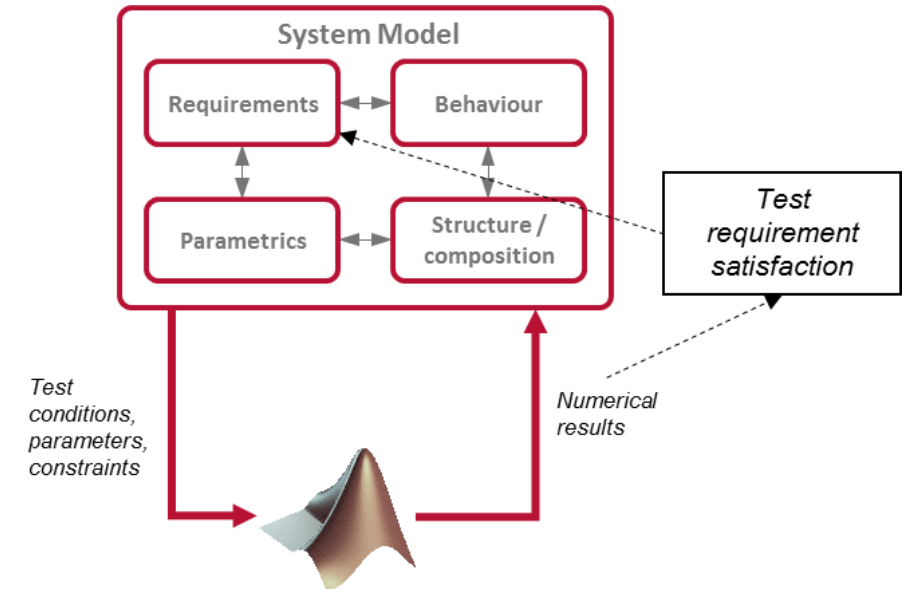 System Model
Requirements
Behaviour
Parametrics
Structure /
composition
Test
requirement
satisfaction
Test
conditions,
parameters,
constraints
Numerical
results